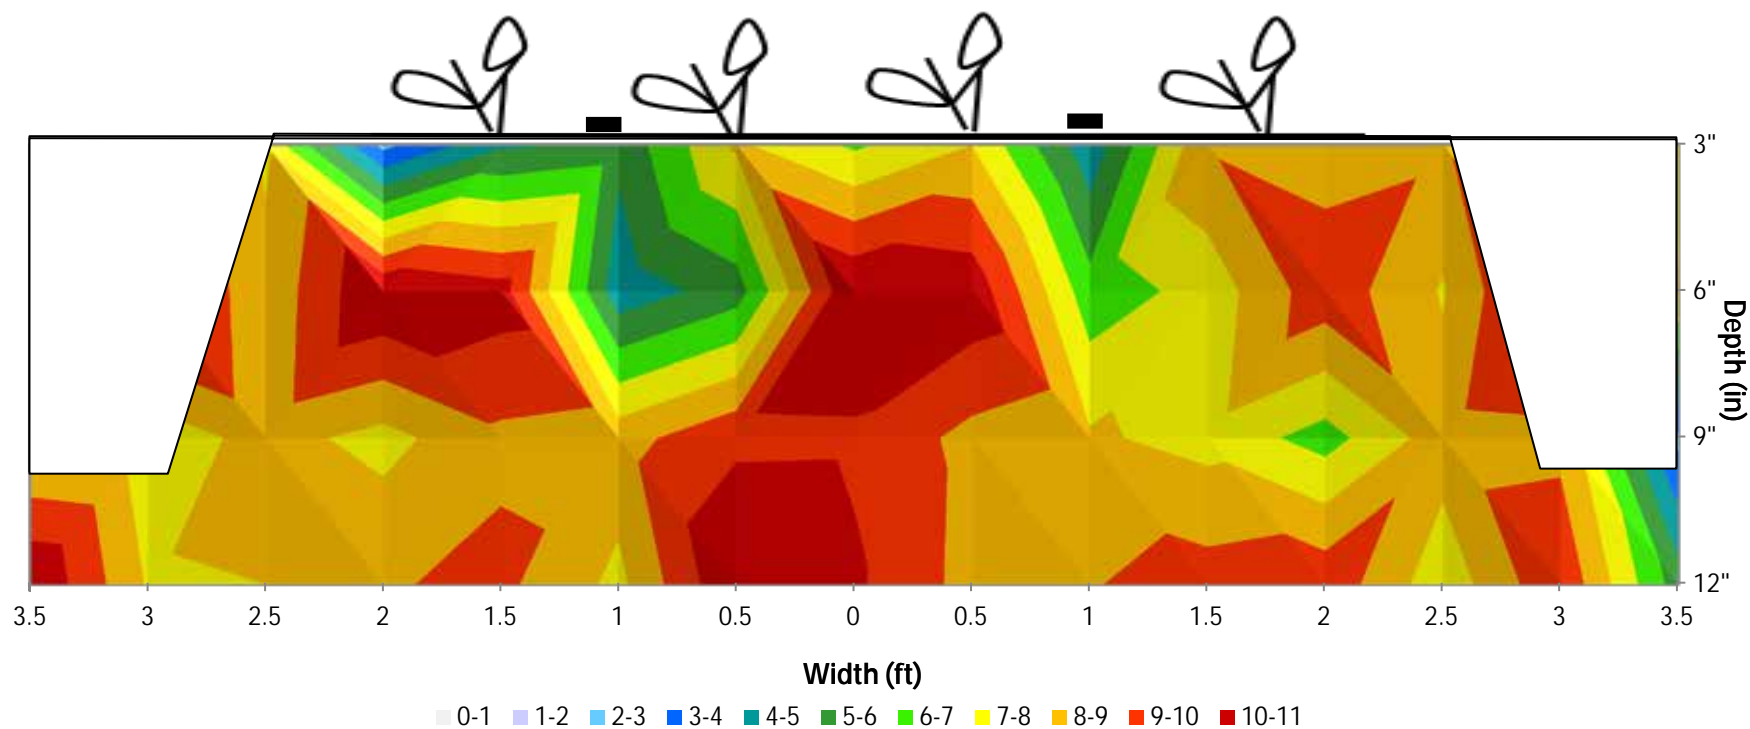 3"
6"
9"
12"
Depth (in)
3.5 3 2.5 2 1.5 1 0.5 0 0.5 1 1.5 2 2.5 3 3.5
Width (ft)
0-1 1-2 2-3 3-4 4-5 5-6 6-7 7-8 8-9 9-10 10-11